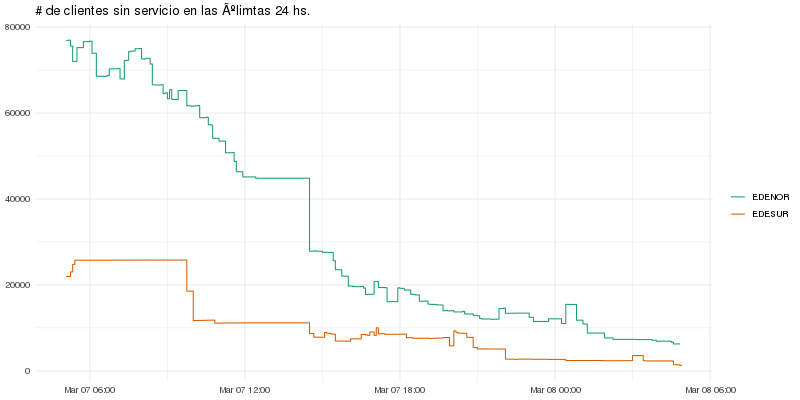 # de clientes sin servicio en las Ãºlimtas 24 hs.
80000
60000
40000
20000
0
Mar 07 06:00
Mar 07 12:00
Mar 07 18:00
Mar 08 00:00
Mar 08 06:00
EDENOR
EDESUR